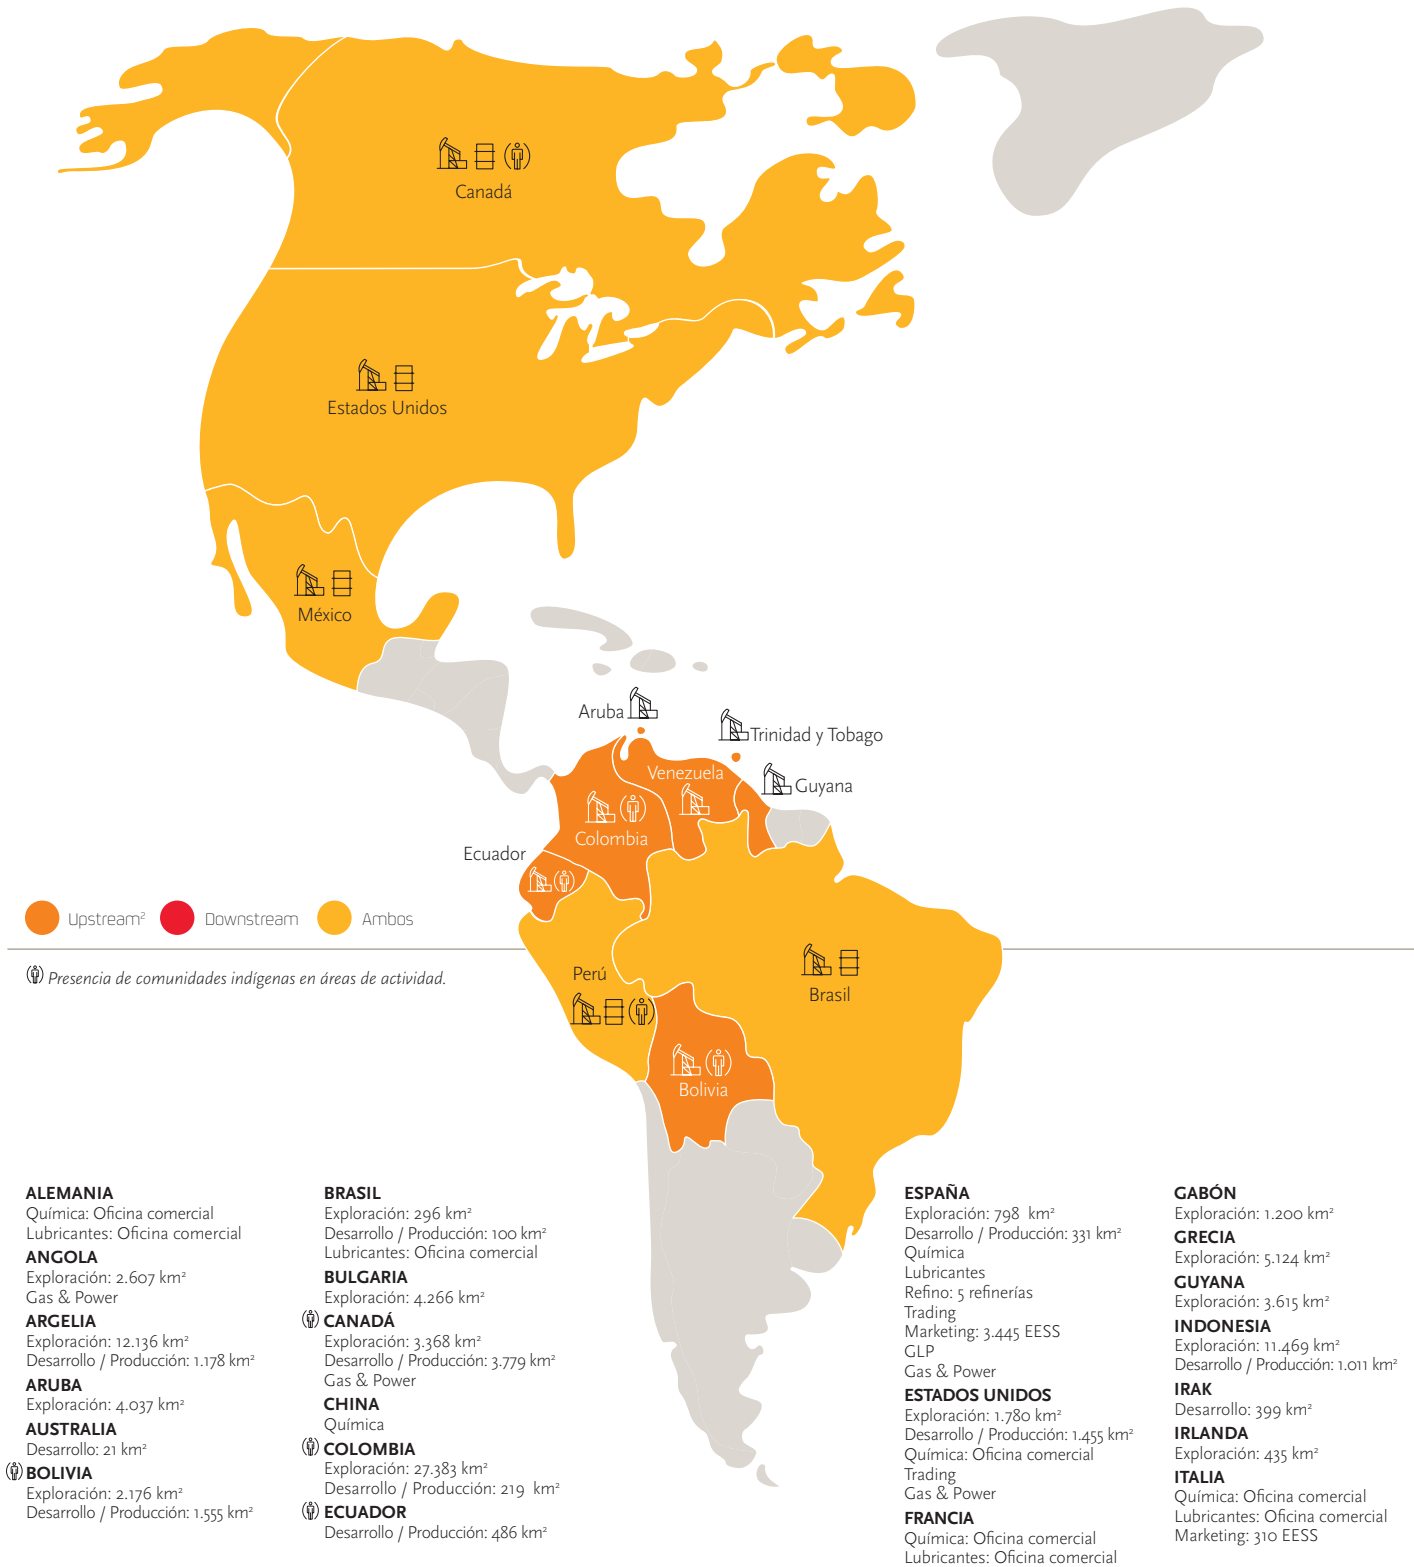 Canadá
Estados Unidos
México
Aruba
Trinidad y Tobago
Venezuela
Guyana
Colombia
Ecuador
Upstream² Downstream Ambos
Presencia de comunidades indígenas en áreas de actividad.
Perú
Brasil
Bolivia
ALEMANIA
Química: Oficina comercial
Lubricantes: Oficina comercial
ANGOLA
Exploración: 2.607 km²
Gas & Power
ARGELIA
Exploración: 12.136 km²
Desarrollo / Producción: 1.178 km²
ARUBA
Exploración: 4.037 km²
AUSTRALIA
Desarrollo: 21 km²
BOLIVIA
Exploración: 2.176 km²
Desarrollo / Producción: 1.555 km²
BRASIL
Exploración: 296 km²
Desarrollo / Producción: 100 km²
Lubricantes: Oficina comercial
BULGARIA
Exploración: 4.266 km²
CANADÁ
Exploración: 3.368 km²
Desarrollo / Producción: 3.779 km²
Gas & Power
CHINA
Química
COLOMBIA
Exploración: 27.383 km²
Desarrollo / Producción: 219 km²
ECUADOR
Desarrollo / Producción: 486 km²
ESPAÑA
Exploración: 798 km²
Desarrollo / Producción: 331 km²
Química
Lubricantes
Refino: 5 refinerías
Trading
Marketing: 3.445 EESS
GLP
Gas & Power
ESTADOS UNIDOS
Exploración: 1.780 km²
Desarrollo / Producción: 1.455 km²
Química: Oficina comercial
Trading
Gas & Power
FRANCIA
Química: Oficina comercial
Lubricantes: Oficina comercial
GABÓN
Exploración: 1.200 km²
GRECIA
Exploración: 5.124 km²
GUYANA
Exploración: 3.615 km²
INDONESIA
Exploración: 11.469 km²
Desarrollo / Producción: 1.011 km²
IRAK
Desarrollo: 399 km²
IRLANDA
Exploración: 435 km²
ITALIA
Química: Oficina comercial
Lubricantes: Oficina comercial
Marketing: 310 EESS